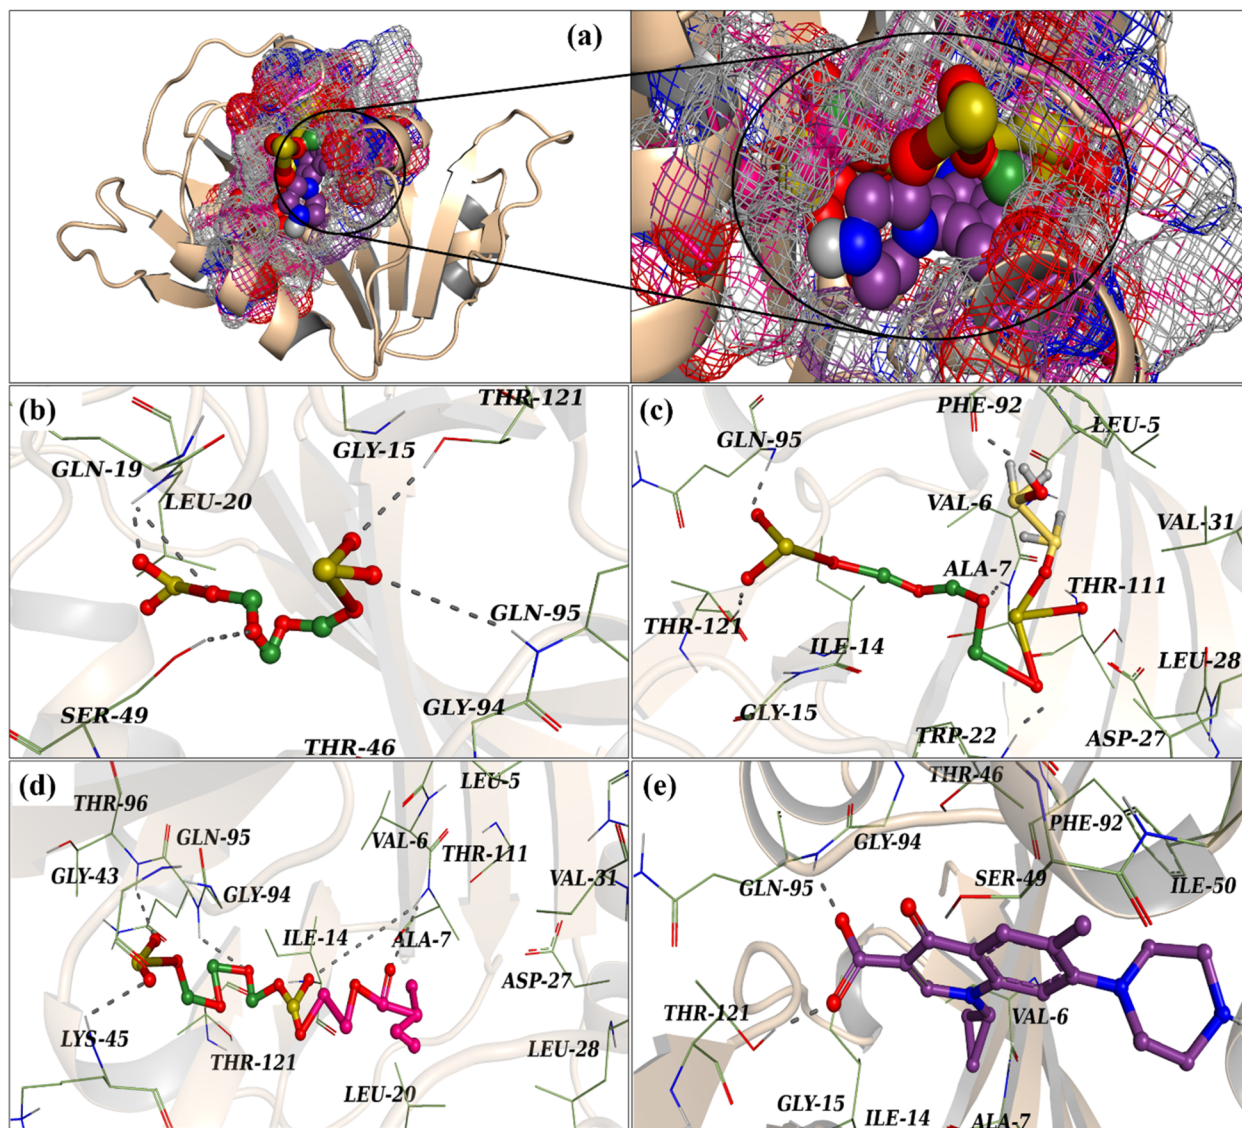 (a)
(b)
THR-121
GLY-15
GLN-19
LEU-20
GLN-95
SER-49
GLY-94
THR-46
(c)
PHE-92
LEU-5
GLN-95
VAL-6
VAL-31
ALA-7
THR-111
THR-121
ILE-14
LEU-28
GLY-15
TRP-22
ASP-27
(d)
LEU-5
THR-96
GLN-95
VAL-6
THR-111
GLY-43
GLY-94
VAL-31
ILE-14
ALA-7
ASP-27
LYS-45
THR-121
LEU-28
LEU-20
(e)
THR-46
PHE-92
GLY-94
GLN-95
SER-49
ILE-50
THR-121
VAL-6
GLY-15
ILE-14
ALA-7